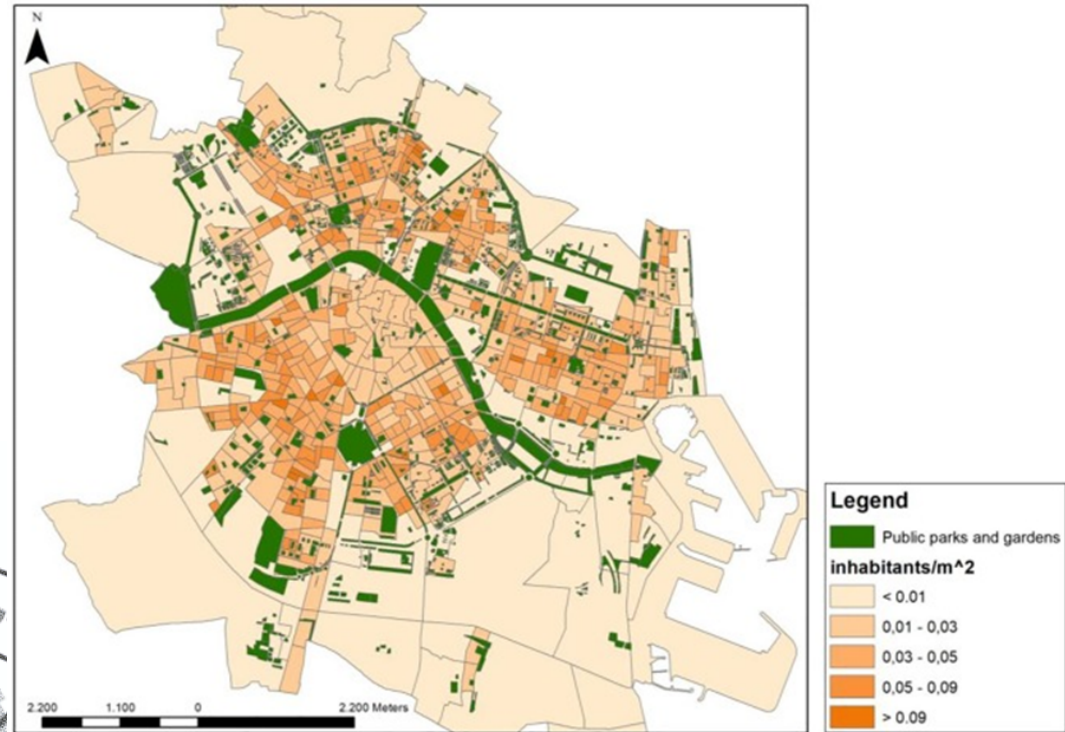 N
2.200 1.100 0 2.200 Meters
Legend
Public parks and gardens
inhabitants/m^2
< 0.01
0,01 - 0,03
0,03 - 0,05
0,05 - 0,09
> 0.09